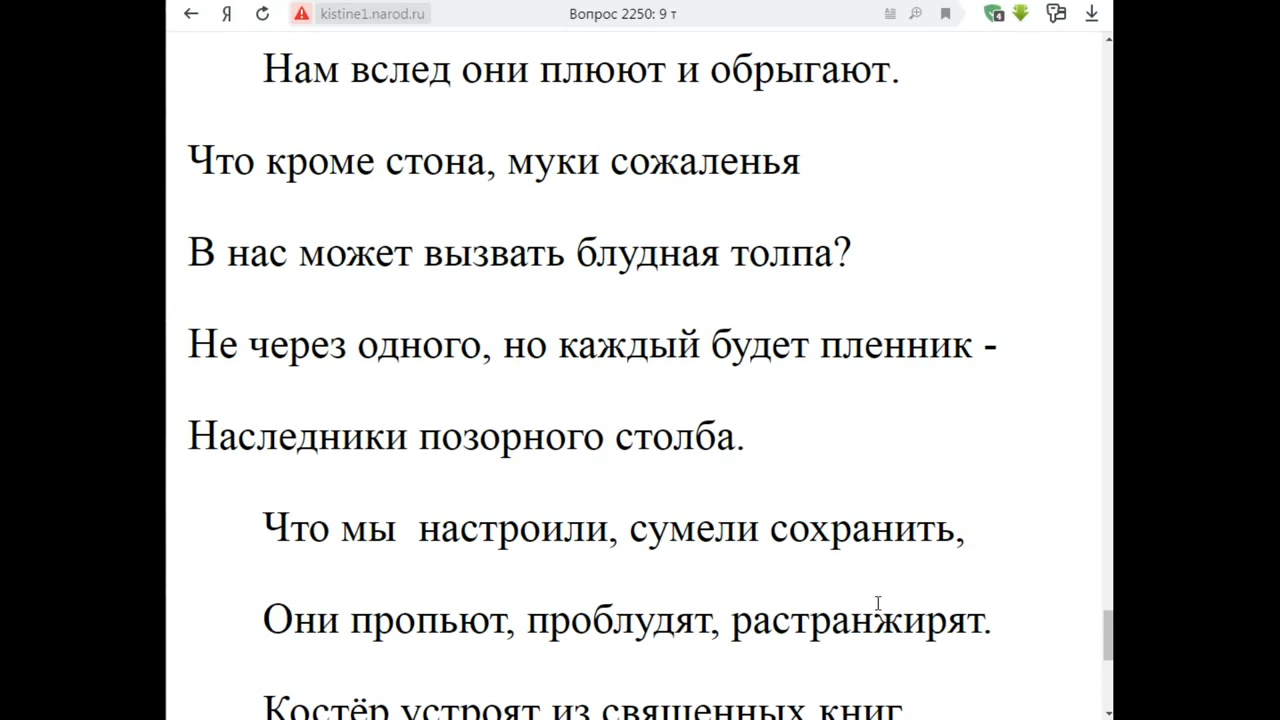 Я kistine1.narod.ru Вопрос 2250: 9 т 4
Нам вслед они плюют и обрыгают.
Что кроме стона, муки сожаленья
В нас может вызвать блудная толпа?
Не через одного, но каждый будет пленник -
Наследники позорного столба.
Что мы настроили, сумели сохранить,
Они пропьют, проблудят, растранжирят.
Костёр устроят из священных книг